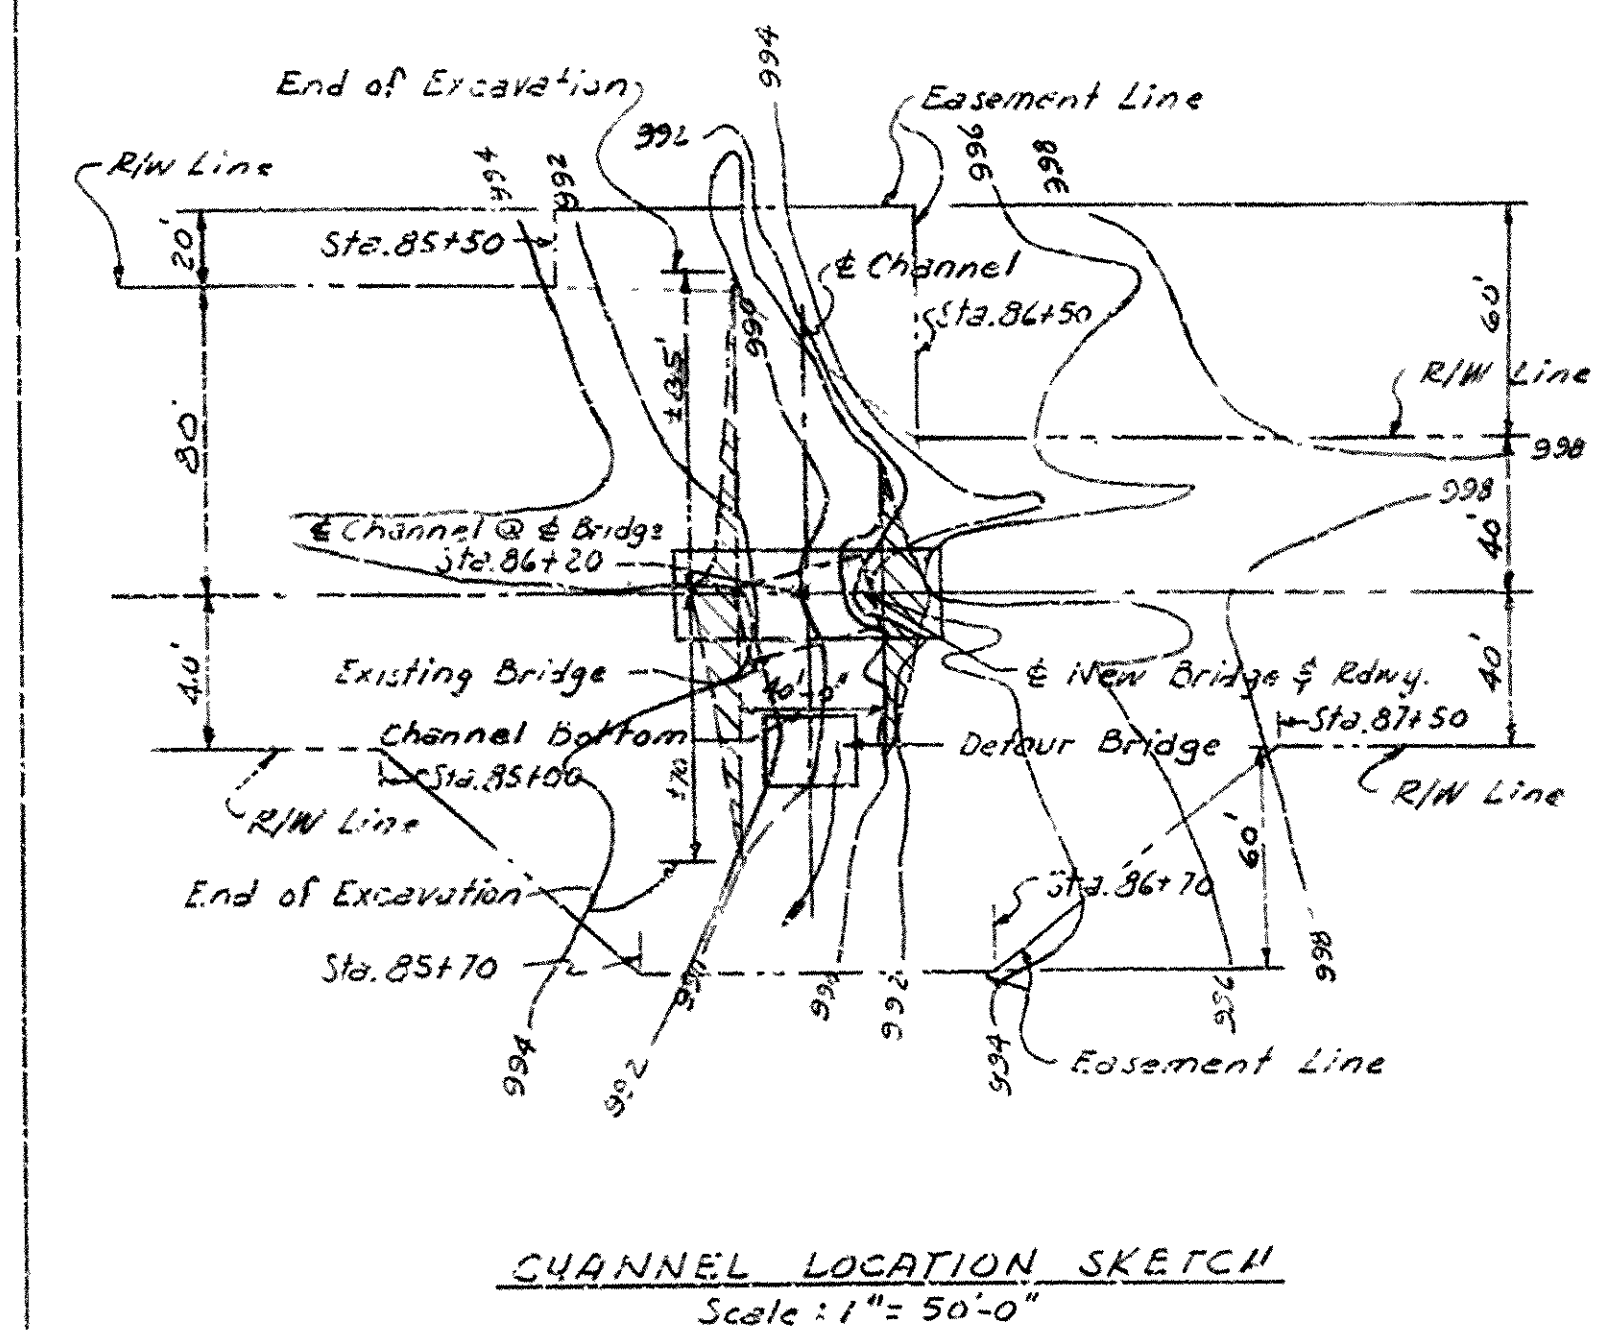 994
End of Excavation
Easement Line
992
996
998
R/W Line
994
992
20'
Sta. 85+50
℄ Channel
60'
Sta. 86+50
990
R/W Line
80'
998
998
℄ Channel @ ℄ Bridge
Sta. 86+20
40'
40'
Existing Bridge
℄ New Bridge & Rdwy.
40'
40'-0"
Sta. 87+50
Channel Bottom
Detour Bridge
±70'
Sta. 85+00
R/W Line
R/W Line
60'
Sta. 86+70
End of Excavation
Sta. 85+70
998
990
990
992
996
994
992
994
Easement Line
CHANNEL LOCATION SKETCH
Scale : 1" = 50'-0"